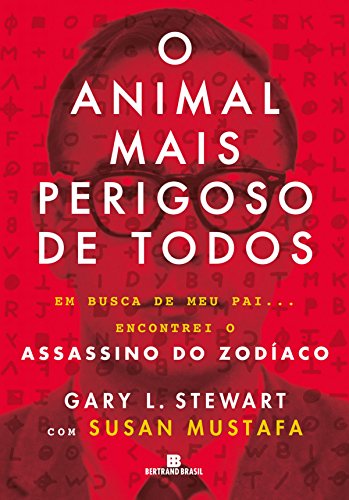 O
ANIMAL
MAIS
PERIGOSO
DE TODOS
EM BUSCA DE MEU PAI...
ENCONTREI O
ASSASSINO DO ZODÍACO
GARY L. STEWART
COM SUSAN MUSTAFA
BB
BERTRAND BRASIL